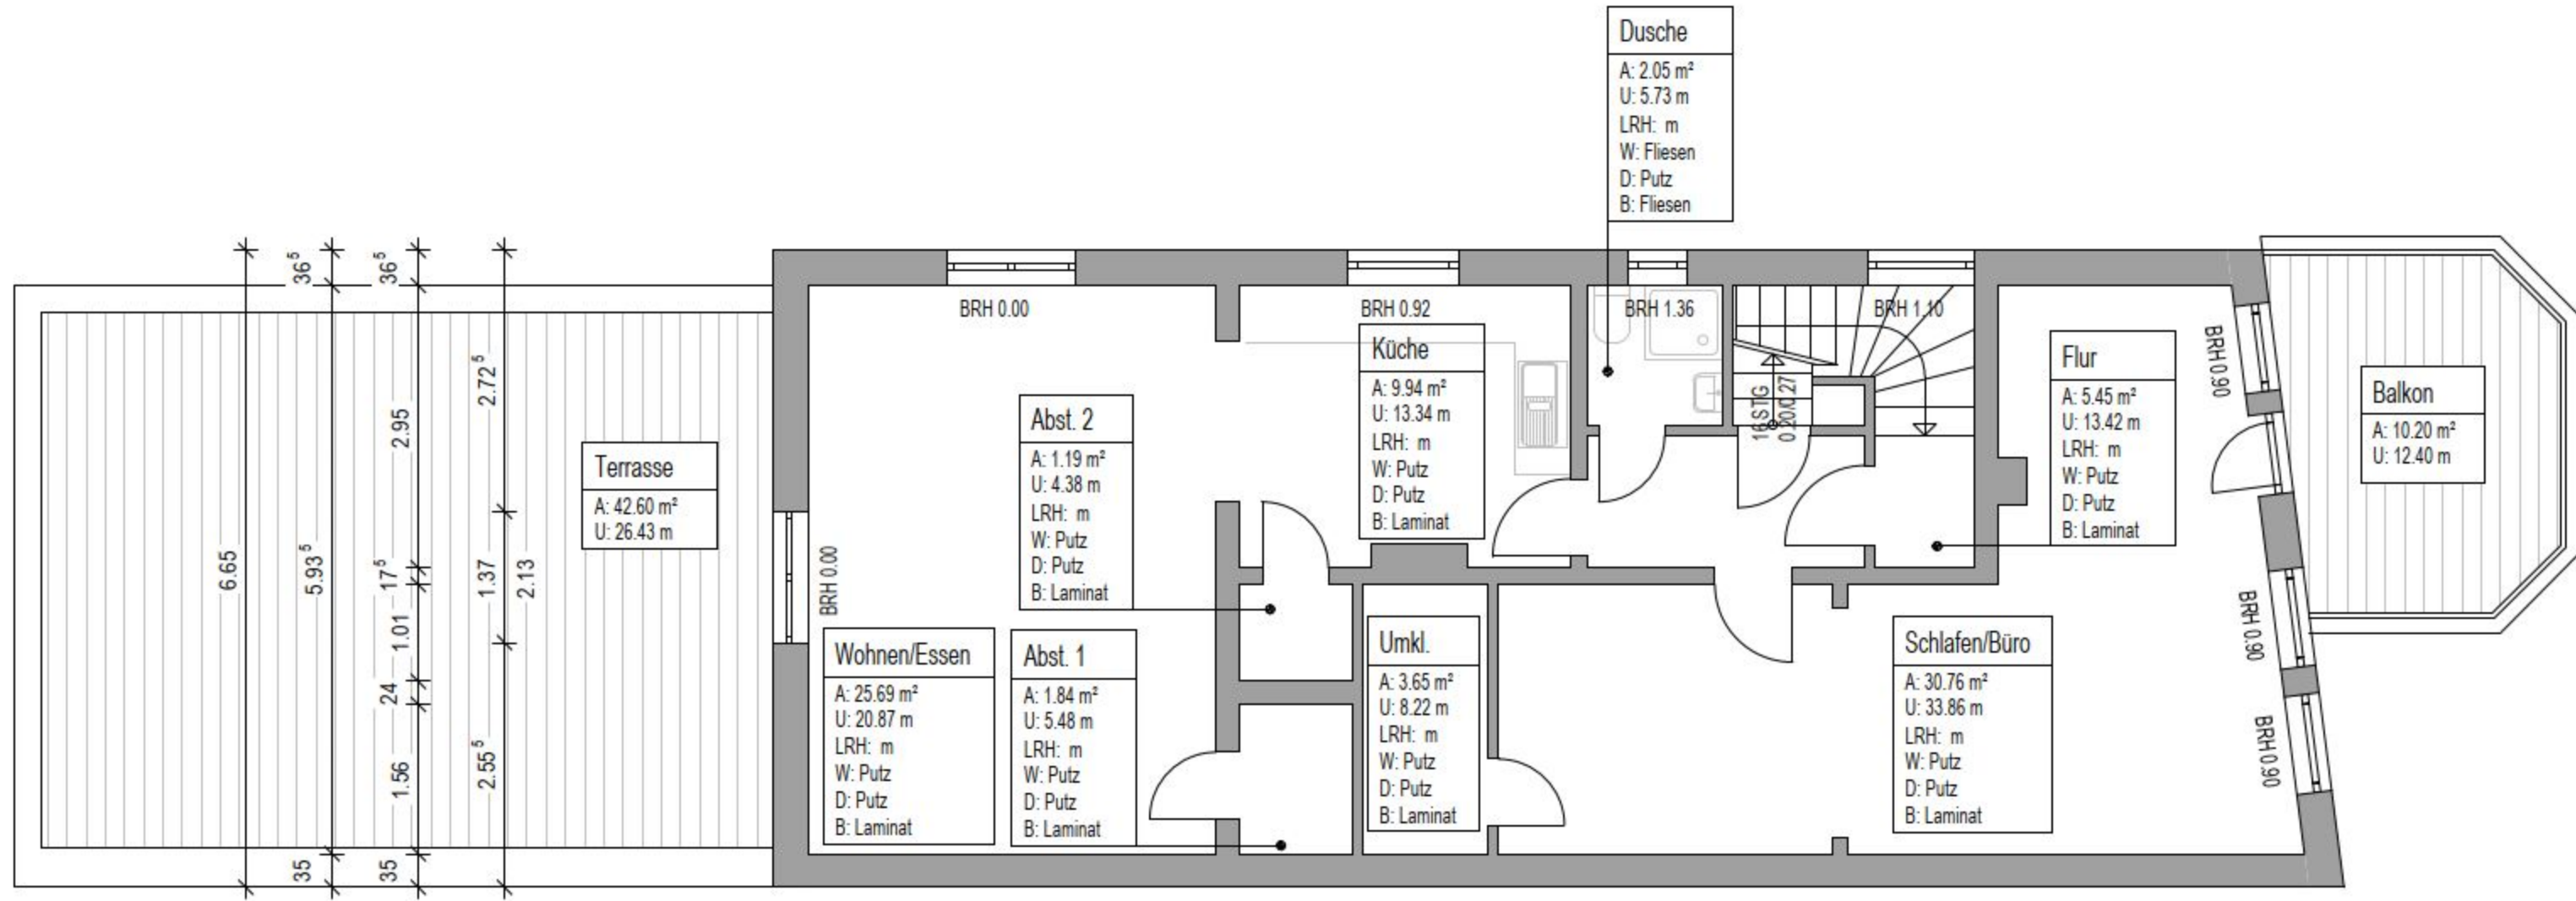 Dusche
A: 2.05 m²
U: 5.73 m
LRH: m
W: Fliesen
D: Putz
B: Fliesen
36⁵
36⁵
2.72⁵
2.95
6.65
5.93⁵
17⁵
1.37
2.13
1.01
24
2.55⁵
1.56
35
35
Terrasse
A: 42.60 m²
U: 26.43 m
BRH 0.00
BRH 0.00
Abst. 2
A: 1.19 m²
U: 4.38 m
LRH: m
W: Putz
D: Putz
B: Laminat
Wohnen/Essen
A: 25.69 m²
U: 20.87 m
LRH: m
W: Putz
D: Putz
B: Laminat
Abst. 1
A: 1.84 m²
U: 5.48 m
LRH: m
W: Putz
D: Putz
B: Laminat
BRH 0.92
Küche
A: 9.94 m²
U: 13.34 m
LRH: m
W: Putz
D: Putz
B: Laminat
Umkl.
A: 3.65 m²
U: 8.22 m
LRH: m
W: Putz
D: Putz
B: Laminat
BRH 1.36
16 STG
0.20/0.27
BRH 1.10
Flur
A: 5.45 m²
U: 13.42 m
LRH: m
W: Putz
D: Putz
B: Laminat
Schlafen/Büro
A: 30.76 m²
U: 33.86 m
LRH: m
W: Putz
D: Putz
B: Laminat
BRH 0.90
BRH 0.90
BRH 0.90
Balkon
A: 10.20 m²
U: 12.40 m